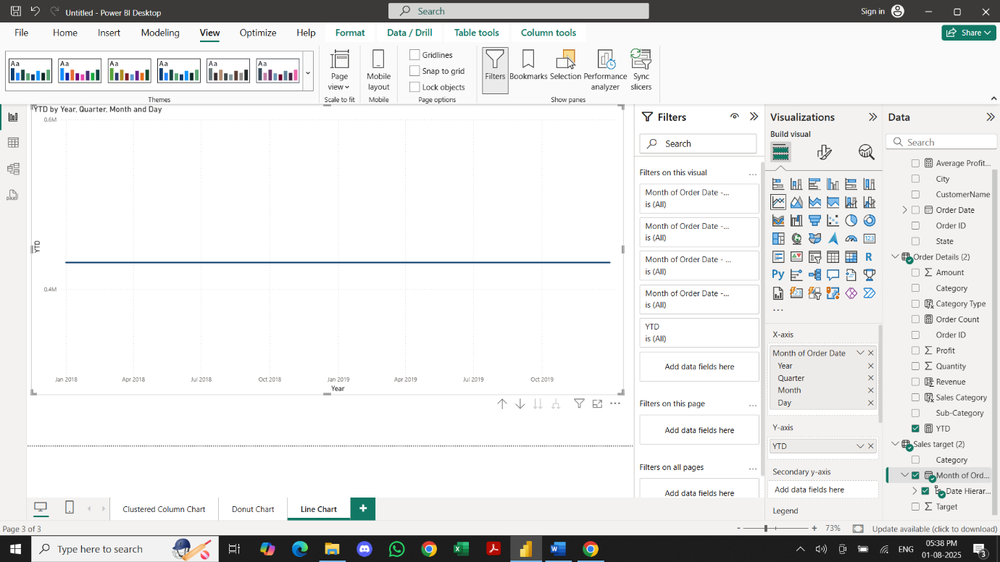 Untitled - Power BI Desktop
Search
Sign in
File Home Insert Modeling View Optimize Help Format Data / Drill Table tools Column tools
Share
Aa Aa Aa Aa Aa Aa
Themes
Page view
Scale to fit
Mobile layout
Mobile
Gridlines
Snap to grid
Lock objects
Page options
Filters
Bookmarks
Selection
Performance analyzer
Sync slicers
Show panes
YTD by Year, Quarter, Month and Day
0.6M
YTD
0.4M
Jan 2018 Apr 2018 Jul 2018 Oct 2018 Jan 2019 Apr 2019 Jul 2019 Oct 2019
Year
Filters
Search
Filters on this visual
...
Month of Order Date -...
is (All)
Month of Order Date -...
is (All)
Month of Order Date - ...
is (All)
Month of Order Date -...
is (All)
YTD
is (All)
Add data fields here
Filters on this page
...
Add data fields here
Filters on all pages
...
Add data fields here
Visualizations
Build visual
123
R
Py
...
X-axis
Month of Order Date
Year
Quarter
Month
Day
Y-axis
YTD
Secondary y-axis
Add data fields here
Legend
Data
Search
Average Profit...
City
CustomerName
Order Date
Order ID
State
Order Details (2)
Amount
Category
Category Type
Order Count
Order ID
Profit
Quantity
Revenue
Sales Category
Sub-Category
YTD
Sales target (2)
Category
Month of Ord...
Date Hierar...
Target
DAX
Clustered Column Chart
Donut Chart
Line Chart
+
Page 3 of 3
- + 73%
Update available (click to download)
Type here to search
ENG
05:38 PM
01-08-2025
3